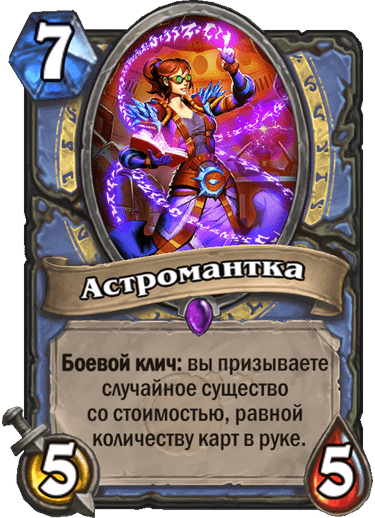 7
Астромантка
Боевой клич: вы призываете
случайное существо
со стоимостью, равной
количеству карт в руке.
5 5